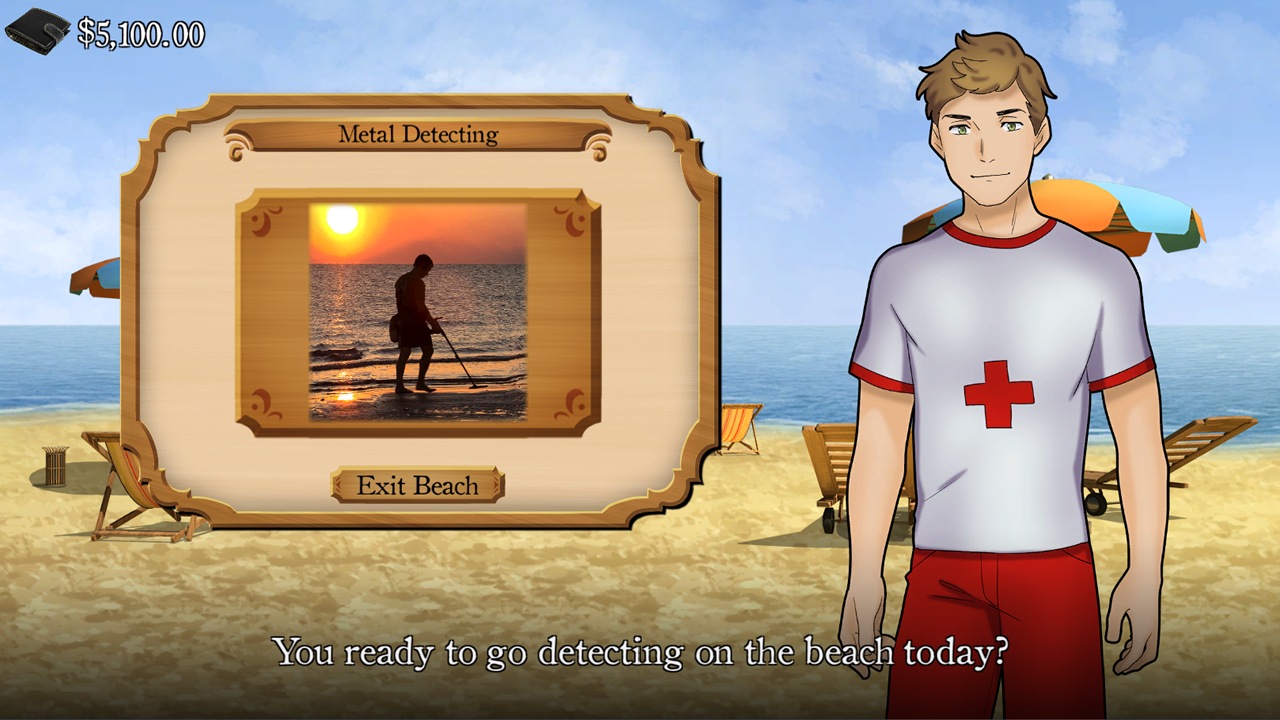 $5,100.00
Metal Detecting
Exit Beach
You ready to go detecting on the beach today?